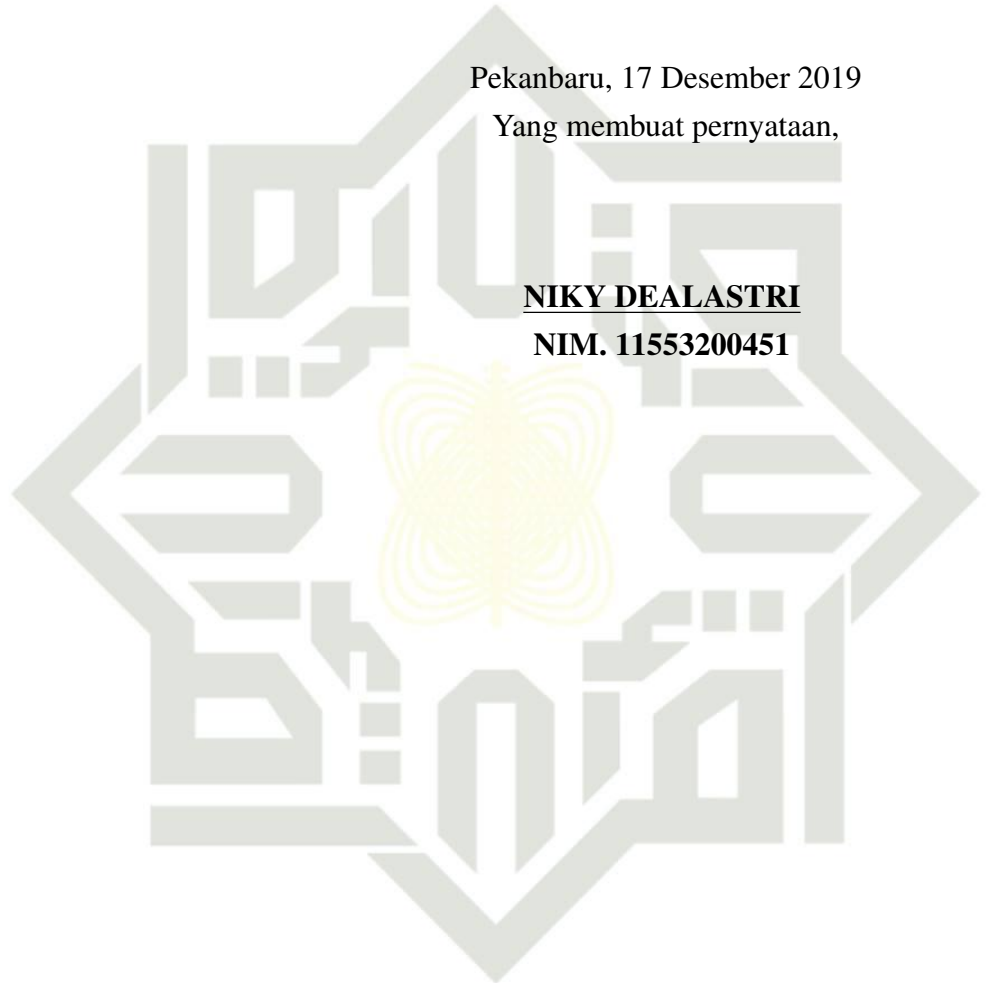 Pekanbaru, 17 Desember 2019
Yang membuat pernyataan,
NIKY DEALASTRI
NIM. 11553200451